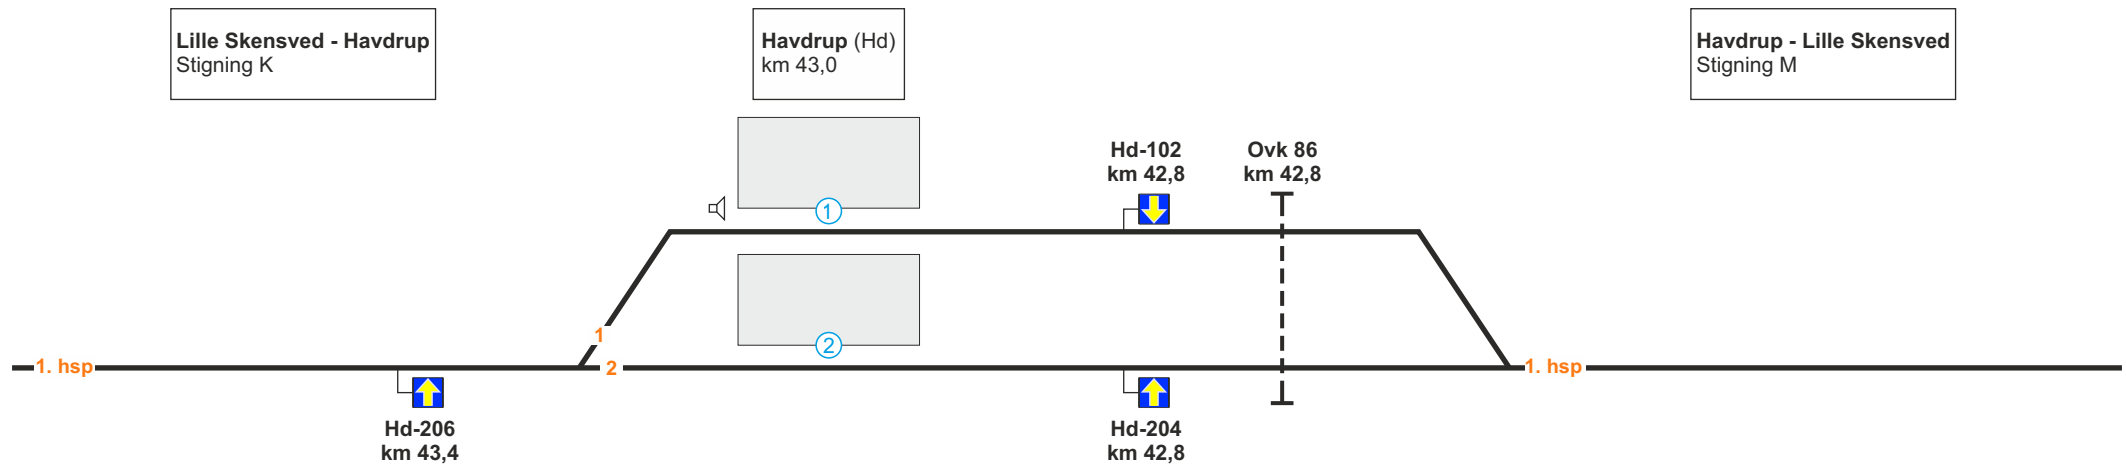 Lille Skensved - Havdrup
Stigning K
Havdrup (Hd)
km 43,0
Havdrup - Lille Skensved
Stigning M
Hd-102
km 42,8
Ovk 86
km 42,8
1
1
2
1. hsp
2
1. hsp
Hd-206
km 43,4
Hd-204
km 42,8